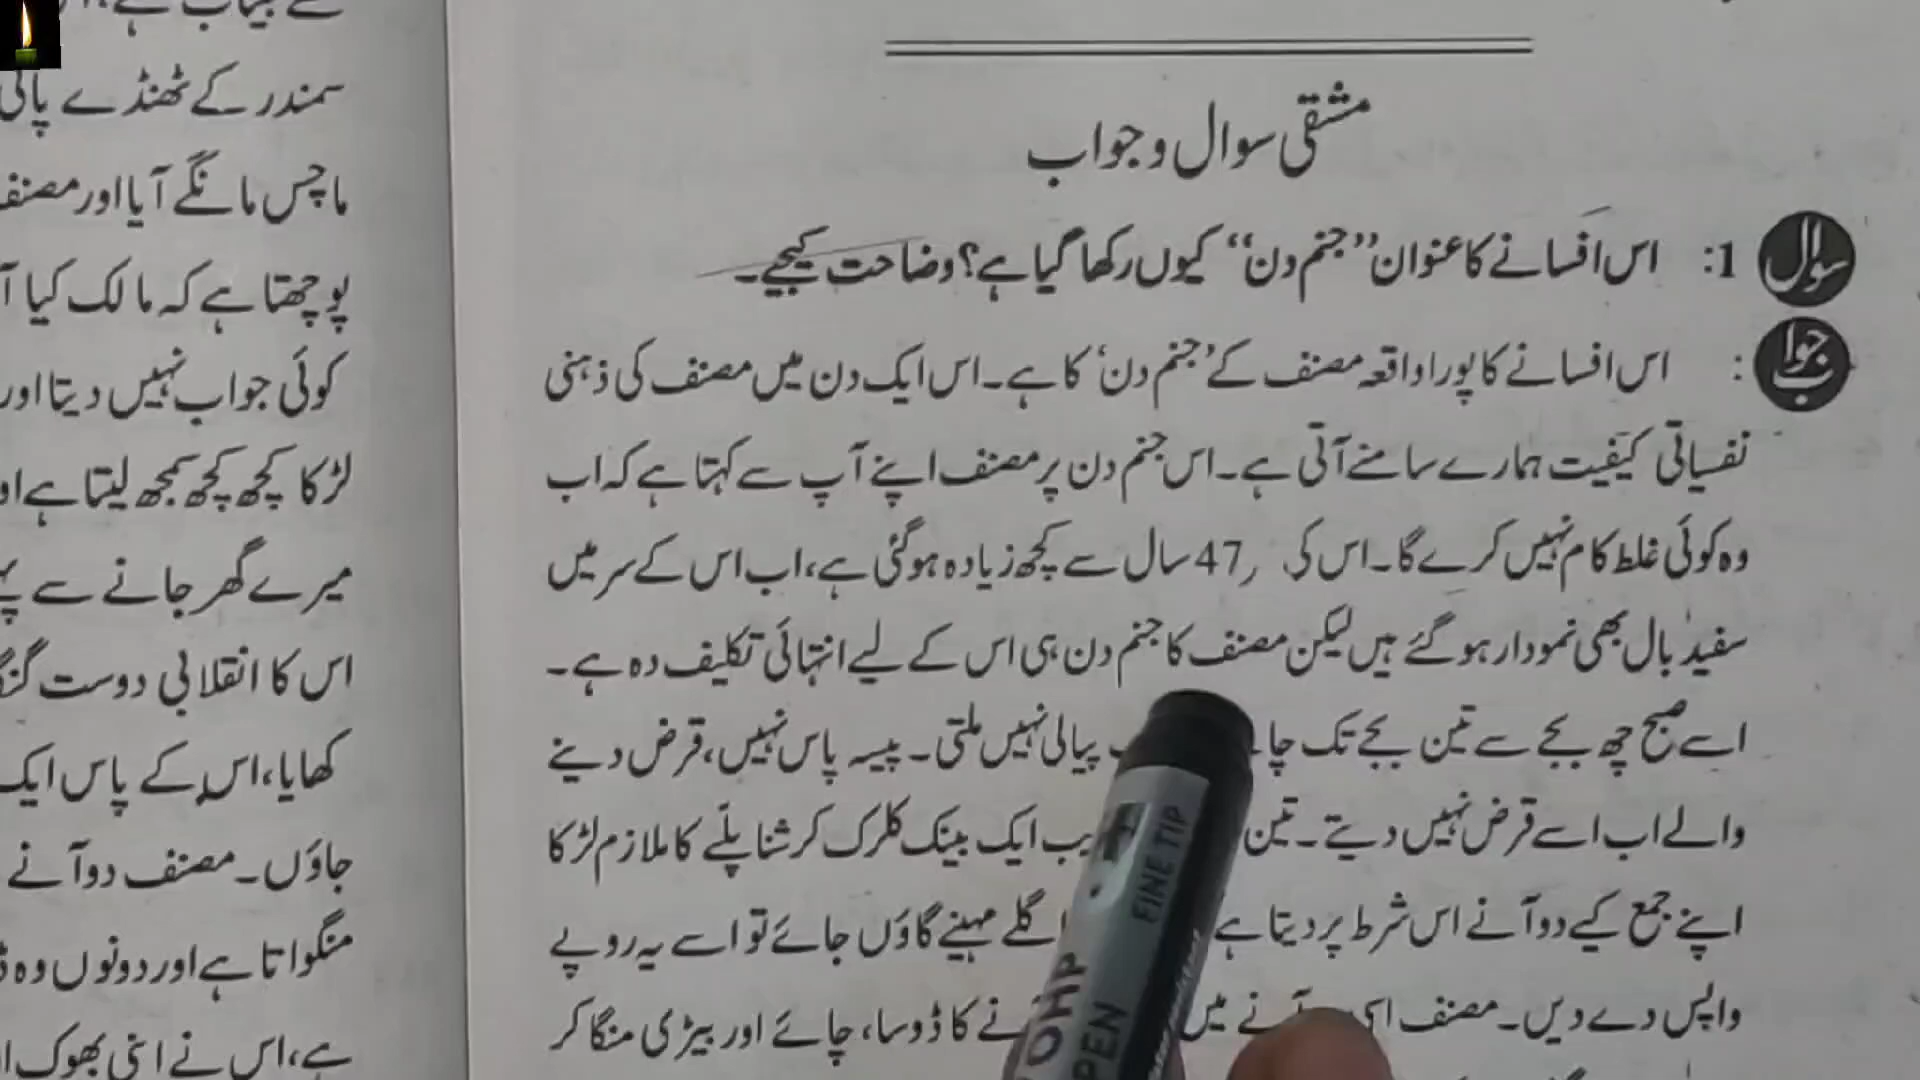 مشقی سوال و جواب
سوال 1: اس افسانے کا عنوان ”جنم دن“ کیوں رکھا گیا ہے؟ وضاحت کیجیے۔
جواب : اس افسانے کا پورا واقعہ مصنف کے ’جنم دن‘ کا ہے۔ اس ایک دن میں مصنف کی ذہنی
نفسیاتی کیفیت ہمارے سامنے آتی ہے۔ اس جنم دن پر مصنف اپنے آپ سے کہتا ہے کہ اب
وہ کوئی غلط کام نہیں کرے گا۔ اس کی 47؍ سال سے کچھ زیادہ ہوگئی ہے، اب اس کے سر میں
سفید بال بھی نمودار ہوگئے ہیں لیکن مصنف کا جنم دن ہی اس کے لیے انتہائی تکلیف دہ ہے۔
اسے صبح چھ بجے سے تین بجے تک پیالی نہیں ملتی۔ پیسہ پاس نہیں، قرض دینے
والے اب اسے قرض نہیں دیتے۔ تین ایک بینک کلرک کرشنا پلّے کا ملازم لڑکا
اپنے جمع کیے دو آنے اس شرط پر دیتا ہے اگلے مہینے گاؤں جائے تو اسے یہ روپے
واپس دے دیں۔ مصنف اسی میں کا ڈوسا، چائے اور بیڑی منگا کر
سمندر کے ٹھنڈے پانی
ماچس مانگے آیا اور مصنف
پوچھتا ہے کہ مالک کیا
کوئی جواب نہیں دیتا اور
لڑکا کچھ کچھ سمجھ لیتا ہے
میرے گھر جانے سے
اس کا انقلابی دوست
کھایا، اس کے پاس ایک
جاؤں۔ مصنف دو آنے
منگواتا ہے اور دونوں وہ
ہے، اس نے اپنی بھوک
FINE TIP
OHP
PEN